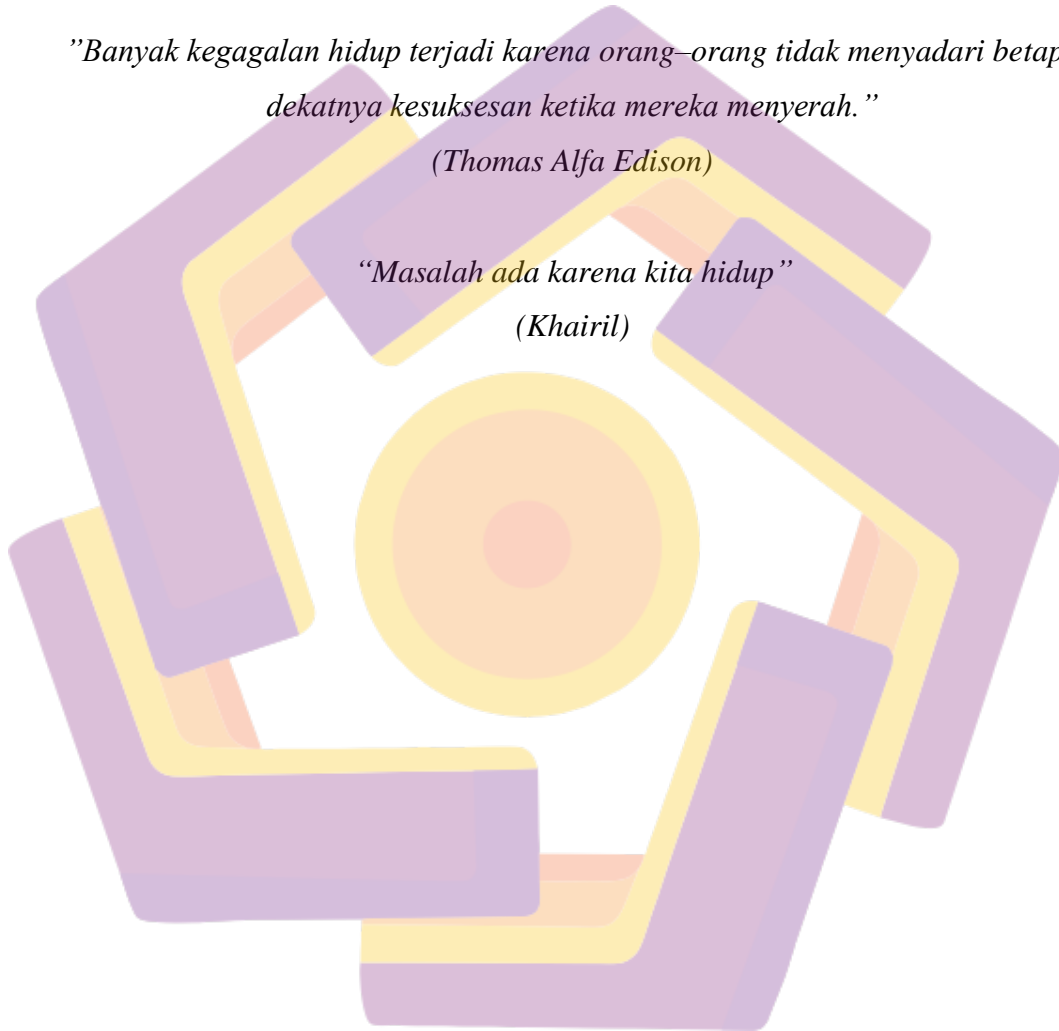 ”Banyak kegagalan hidup terjadi karena orang–orang tidak menyadari betap
dekatnya kesuksesan ketika mereka menyerah.”
(Thomas Alfa Edison)
“Masalah ada karena kita hidup”
(Khairil)